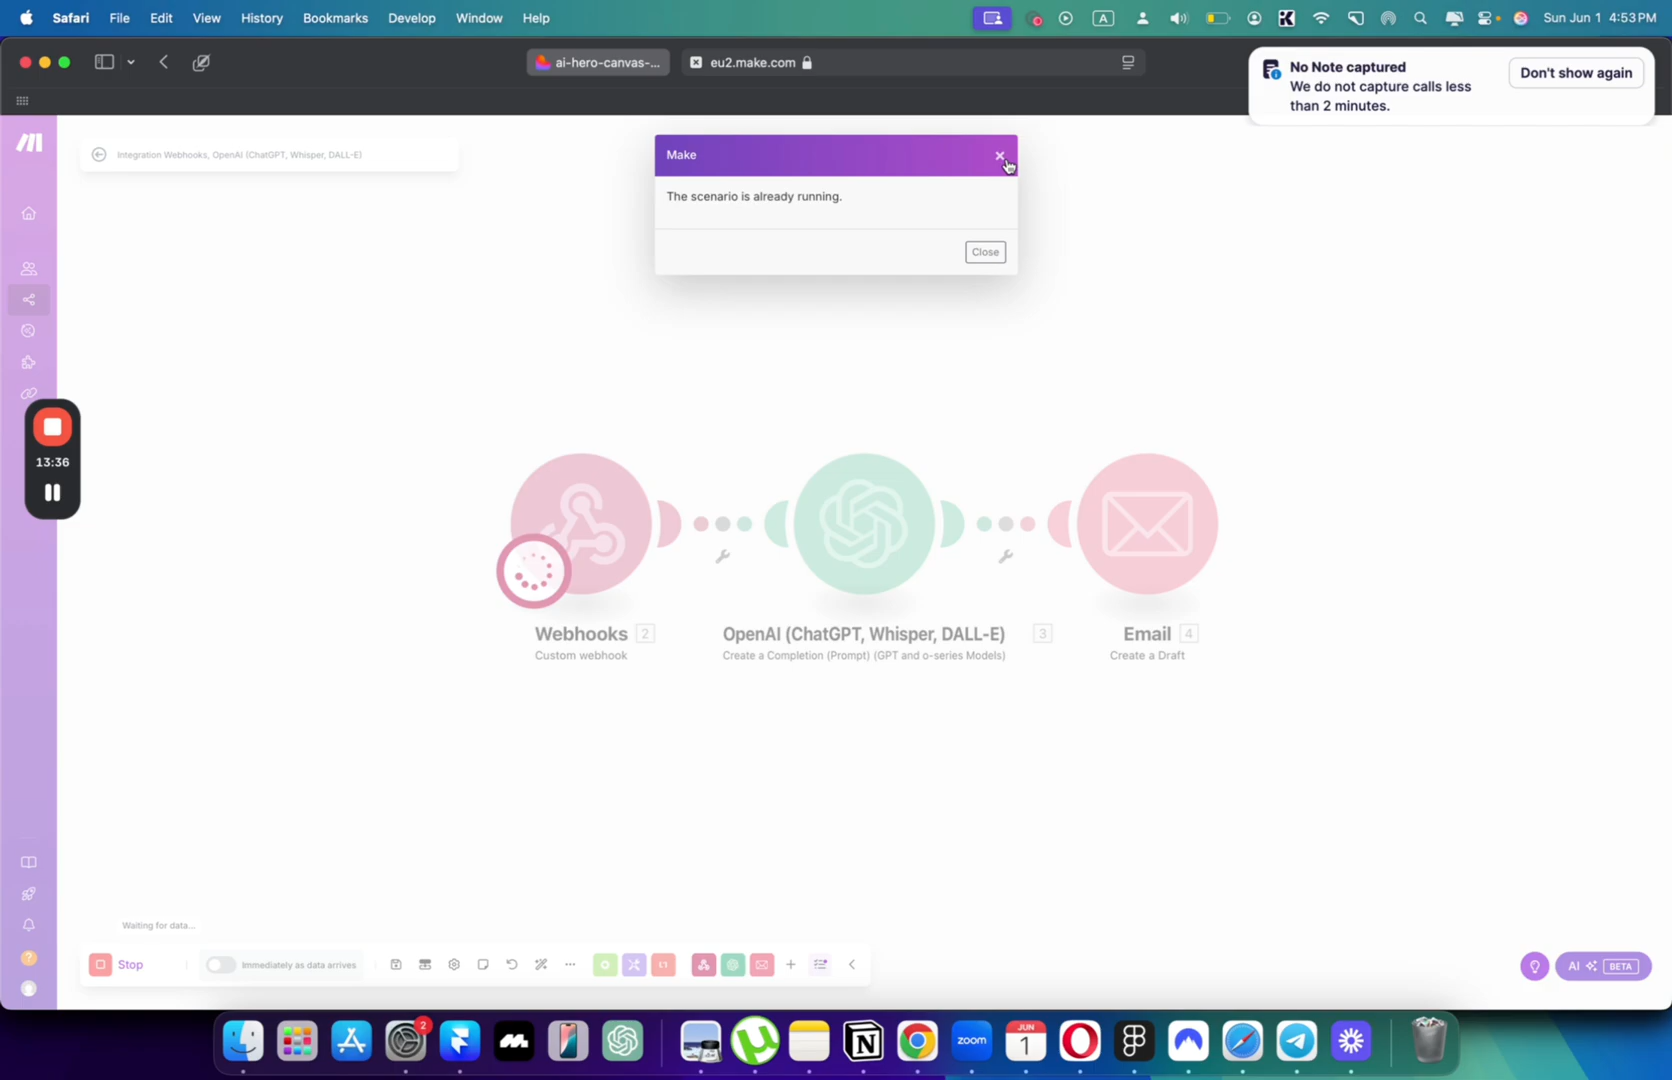 Safari File Edit View History Bookmarks Develop Window Help
A
Sun Jun 1 4:53 PM
ai-hero-canvas-...
eu2.make.com
No Note captured
We do not capture calls less
than 2 minutes.
Don't show again
Integration Webhooks, OpenAI (ChatGPT, Whisper, DALL-E)
Make
The scenario is already running.
Close
13:36
Webhooks 2
Custom webhook
OpenAI (ChatGPT, Whisper, DALL-E) 3
Create a Completion (Prompt) (GPT and o-series Models)
Email 4
Create a Draft
Waiting for data...
Stop
Immediately as data arrives
AI BETA
2
zoom
JUN
1